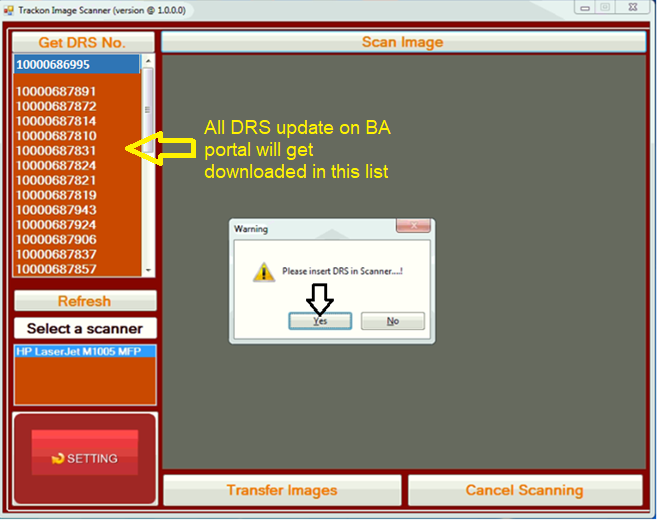 Trackon Image Scanner (version @ 1.0.0.0)
Get DRS No.
Scan Image
10000686995
10000687891
10000687872
10000687814
10000687810
10000687831
10000687824
10000687821
10000687819
10000687943
10000687924
10000687906
10000687837
10000687857
All DRS update on BA
portal will get
downloaded in this list
Warning
Please insert DRS in Scanner....!
Yes
No
Refresh
Select a scanner
HP LaserJet M1005 MFP
SETTING
Transfer Images
Cancel Scanning